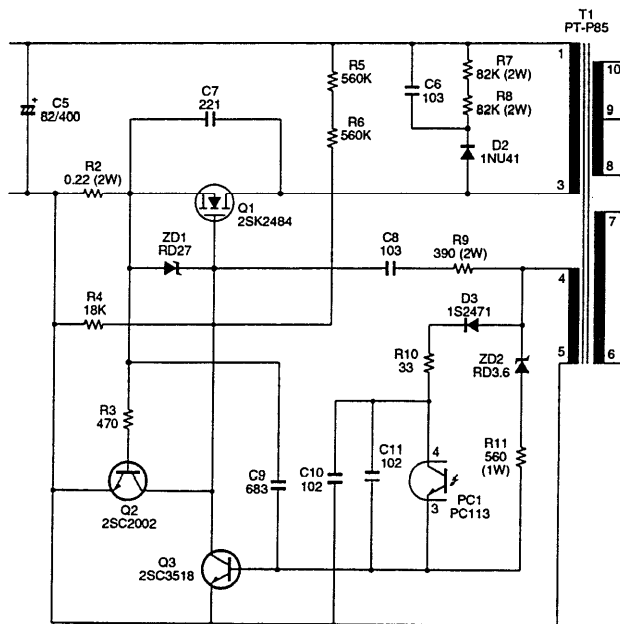 T1
PT-P85
1
10
R7
82K (2W)
R5
560K
C6
103
C7
221
R8
82K (2W)
+
C5
82/400
9
R6
560K
D2
1NU41
8
R2
0.22 (2W)
3
Q1
2SK2484
7
ZD1
RD27
C8
103
R9
390 (2W)
4
R4
18K
D3
1S2471
R10
33
ZD2
RD3.6
5
6
R3
470
C9
683
C10
102
C11
102
4
R11
560
(1W)
PC1
PC113
3
Q2
2SC2002
Q3
2SC3518